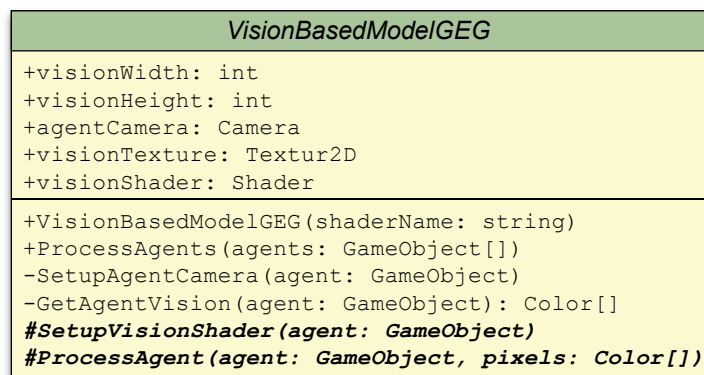 VisionBasedModelGEG
+visionWidth: int
+visionHeight: int
+agentCamera: Camera
+visionTexture: Textur2D
+visionShader: Shader
+VisionBasedModelGEG(shaderName: string)
+ProcessAgents(agents: GameObject[])
-SetupAgentCamera(agent: GameObject)
-GetAgentVision(agent: GameObject): Color[]
#SetupVisionShader(agent: GameObject)
#ProcessAgent(agent: GameObject, pixels: Color[])